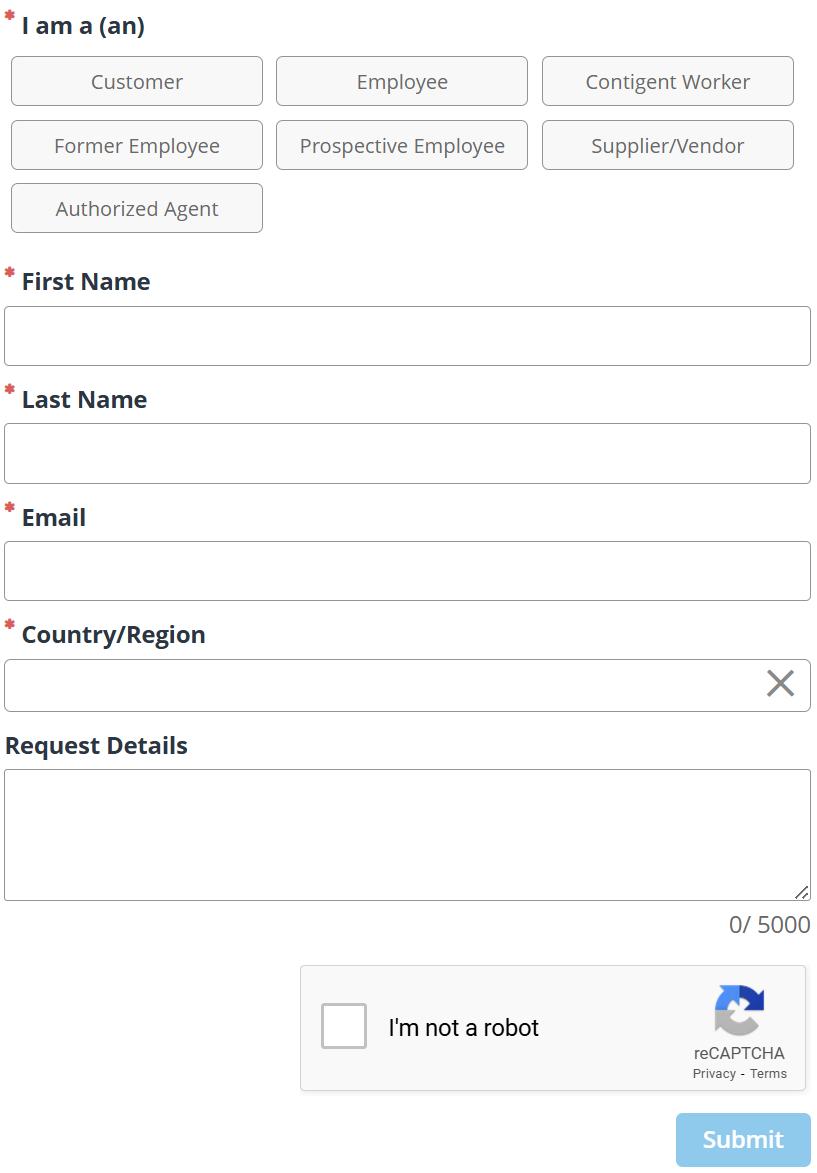 * I am a (an)
Customer Employee Contigent Worker
Former Employee Prospective Employee Supplier/Vendor
Authorized Agent
* First Name
* Last Name
* Email
* Country/Region
Request Details
0/ 5000
I'm not a robot
reCAPTCHA
Privacy - Terms
Submit